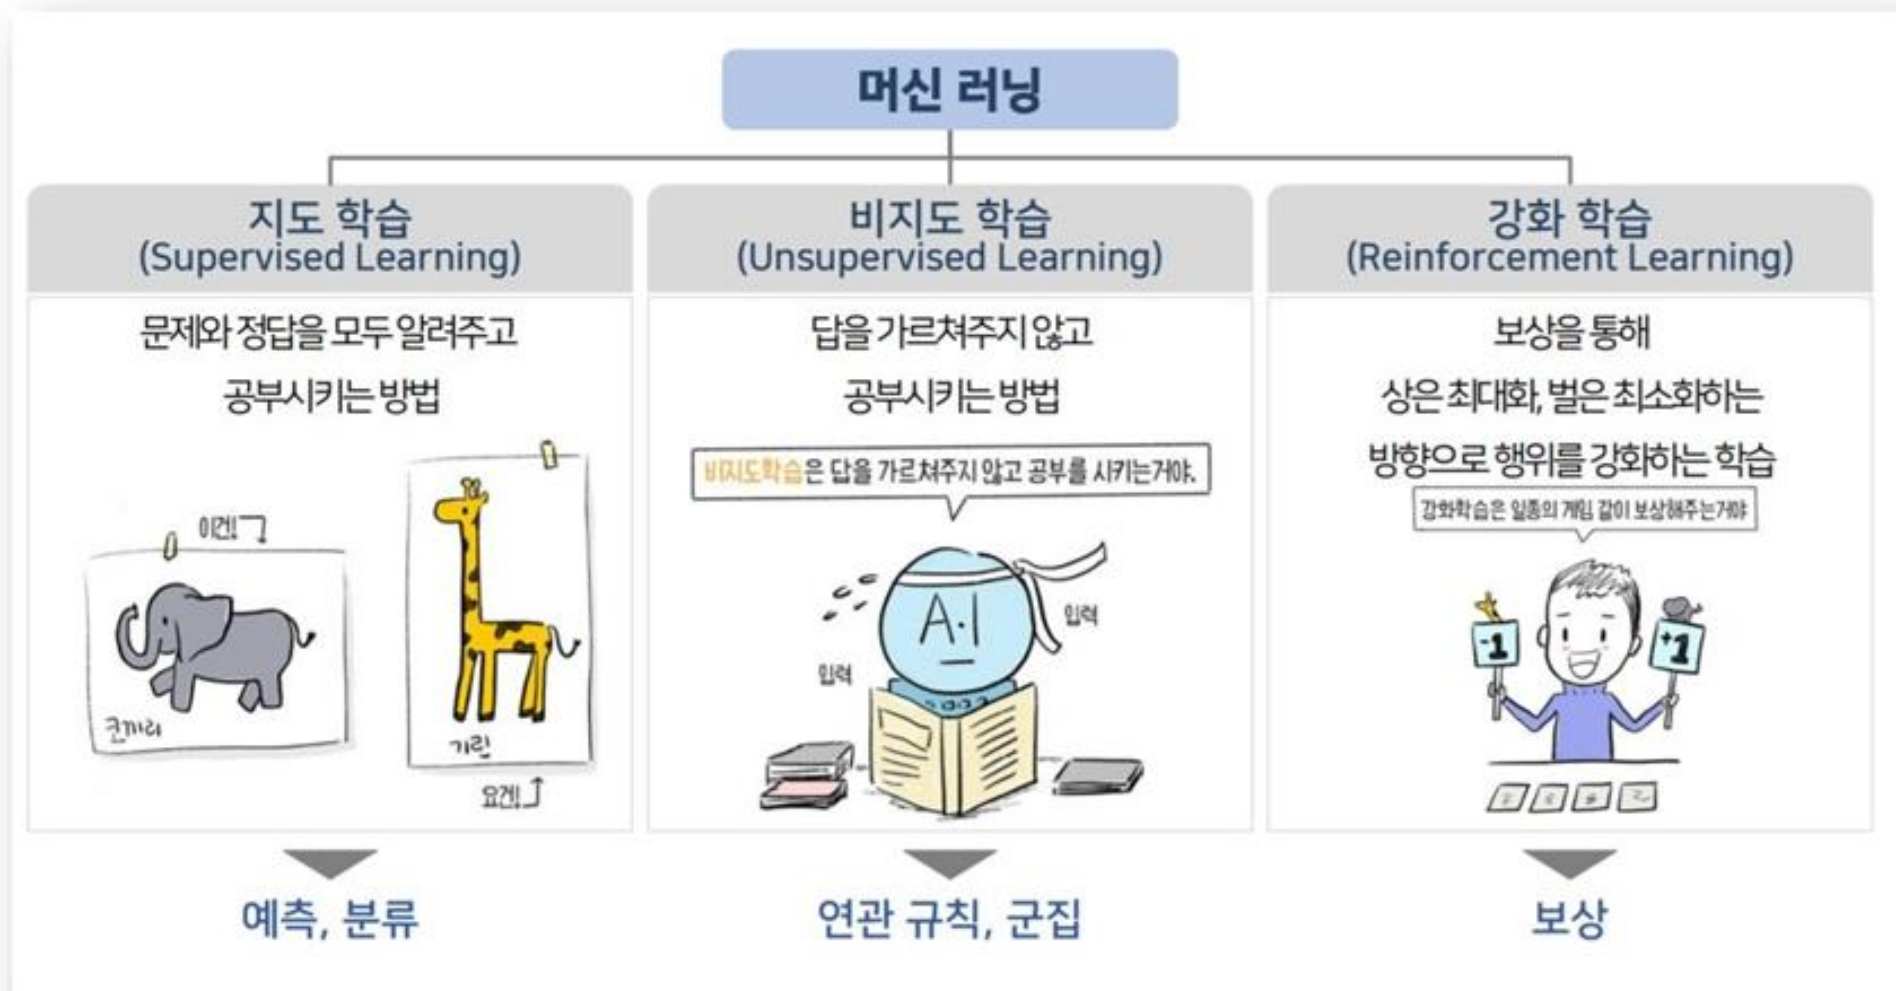 머신 러닝
지도 학습
(Supervised Learning)
문제와 정답을 모두 알려주고
공부시키는 방법
이건!
코끼리
기린
요건!
예측, 분류
비지도 학습
(Unsupervised Learning)
답을 가르쳐주지 않고
공부시키는 방법
비지도학습은 답을 가르쳐주지 않고 공부를 시키는거야.
A.I
입력
입력
연관 규칙, 군집
강화 학습
(Reinforcement Learning)
보상을 통해
상은 최대화, 벌은 최소화하는
방향으로 행위를 강화하는 학습
강화학습은 일종의 게임 같이 보상해주는거야
-1
+1
보상